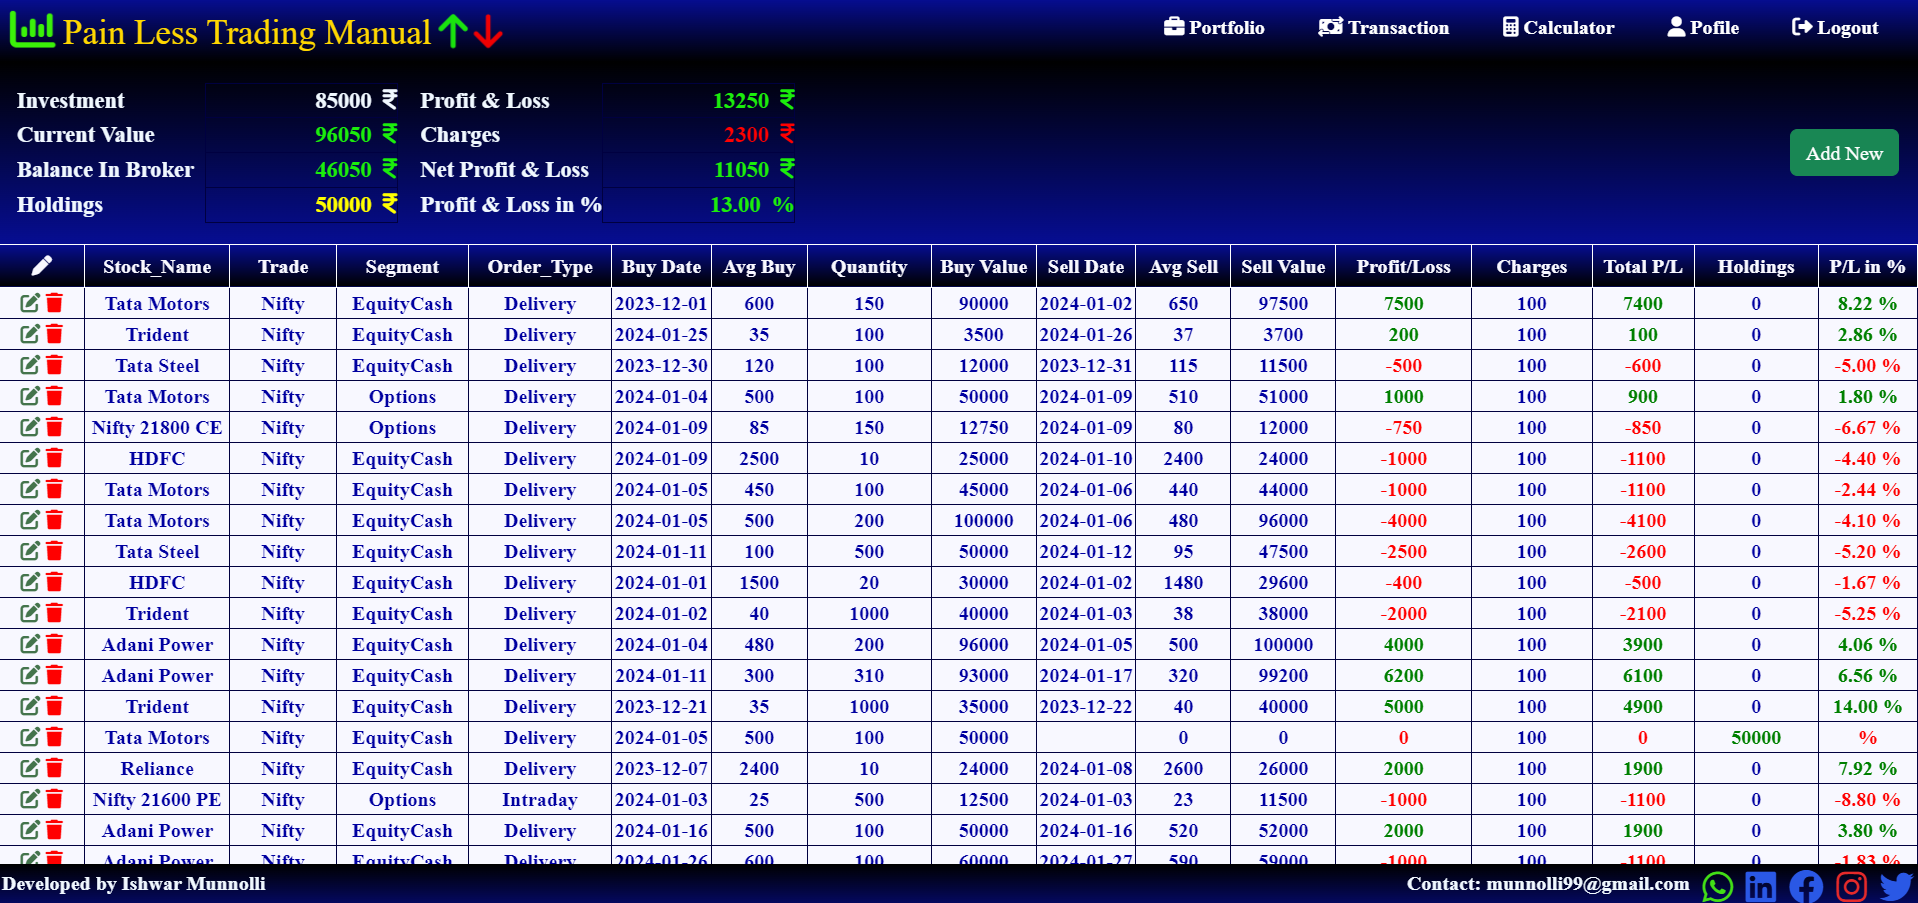 Pain Less Trading Manual Portfolio Transaction Calculator Pofile Logout
Investment 85000 ₹ Profit & Loss 13250 ₹
Current Value 96050 ₹ Charges 2300 ₹
Add New
Balance In Broker 46050 ₹ Net Profit & Loss 11050 ₹
Holdings 50000 ₹ Profit & Loss in % 13.00 %
Stock_Name Trade Segment Order_Type Buy Date Avg Buy Quantity Buy Value Sell Date Avg Sell Sell Value Profit/Loss Charges Total P/L Holdings P/L in %
Tata Motors Nifty EquityCash Delivery 2023-12-01 600 150 90000 2024-01-02 650 97500 7500 100 7400 0 8.22 %
Trident Nifty EquityCash Delivery 2024-01-25 35 100 3500 2024-01-26 37 3700 200 100 100 0 2.86 %
Tata Steel Nifty EquityCash Delivery 2023-12-30 120 100 12000 2023-12-31 115 11500 -500 100 -600 0 -5.00 %
Tata Motors Nifty Options Delivery 2024-01-04 500 100 50000 2024-01-09 510 51000 1000 100 900 0 1.80 %
Nifty 21800 CE Nifty Options Delivery 2024-01-09 85 150 12750 2024-01-09 80 12000 -750 100 -850 0 -6.67 %
HDFC Nifty EquityCash Delivery 2024-01-09 2500 10 25000 2024-01-10 2400 24000 -1000 100 -1100 0 -4.40 %
Tata Motors Nifty EquityCash Delivery 2024-01-05 450 100 45000 2024-01-06 440 44000 -1000 100 -1100 0 -2.44 %
Tata Motors Nifty EquityCash Delivery 2024-01-05 500 200 100000 2024-01-06 480 96000 -4000 100 -4100 0 -4.10 %
Tata Steel Nifty EquityCash Delivery 2024-01-11 100 500 50000 2024-01-12 95 47500 -2500 100 -2600 0 -5.20 %
HDFC Nifty EquityCash Delivery 2024-01-01 1500 20 30000 2024-01-02 1480 29600 -400 100 -500 0 -1.67 %
Trident Nifty EquityCash Delivery 2024-01-02 40 1000 40000 2024-01-03 38 38000 -2000 100 -2100 0 -5.25 %
Adani Power Nifty EquityCash Delivery 2024-01-04 480 200 96000 2024-01-05 500 100000 4000 100 3900 0 4.06 %
Adani Power Nifty EquityCash Delivery 2024-01-11 300 310 93000 2024-01-17 320 99200 6200 100 6100 0 6.56 %
Trident Nifty EquityCash Delivery 2023-12-21 35 1000 35000 2023-12-22 40 40000 5000 100 4900 0 14.00 %
Tata Motors Nifty EquityCash Delivery 2024-01-05 500 100 50000 0 0 0 100 0 50000 %
Reliance Nifty EquityCash Delivery 2023-12-07 2400 10 24000 2024-01-08 2600 26000 2000 100 1900 0 7.92 %
Nifty 21600 PE Nifty Options Intraday 2024-01-03 25 500 12500 2024-01-03 23 11500 -1000 100 -1100 0 -8.80 %
Adani Power Nifty EquityCash Delivery 2024-01-16 500 100 50000 2024-01-16 520 52000 2000 100 1900 0 3.80 %
Adani Power Nifty EquityCash Delivery 2024-01-26 600 100 60000 2024-01-27 590 59000 -1000 100 -1100 0 -1.83 %
Developed by Ishwar Munnolli Contact: munnolli99@gmail.com